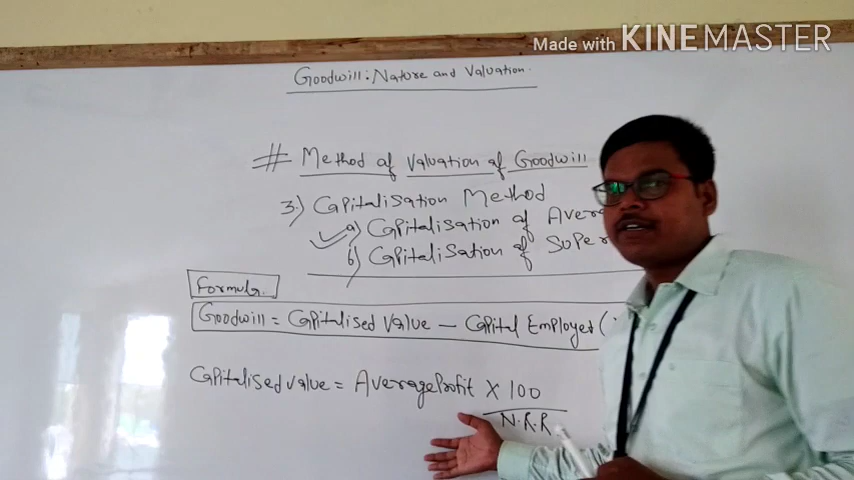 Made with KINEMASTER
Goodwill: Nature and Valuation.
# Method of Valuation of Goodwill
3.) Capitalisation Method
a) Capitalisation of
b) Capitalisation of
Formula.
Goodwill = Capitalised Value - Capital Employed (
Capitalised Value = Average Profit X 100
N.R.R.